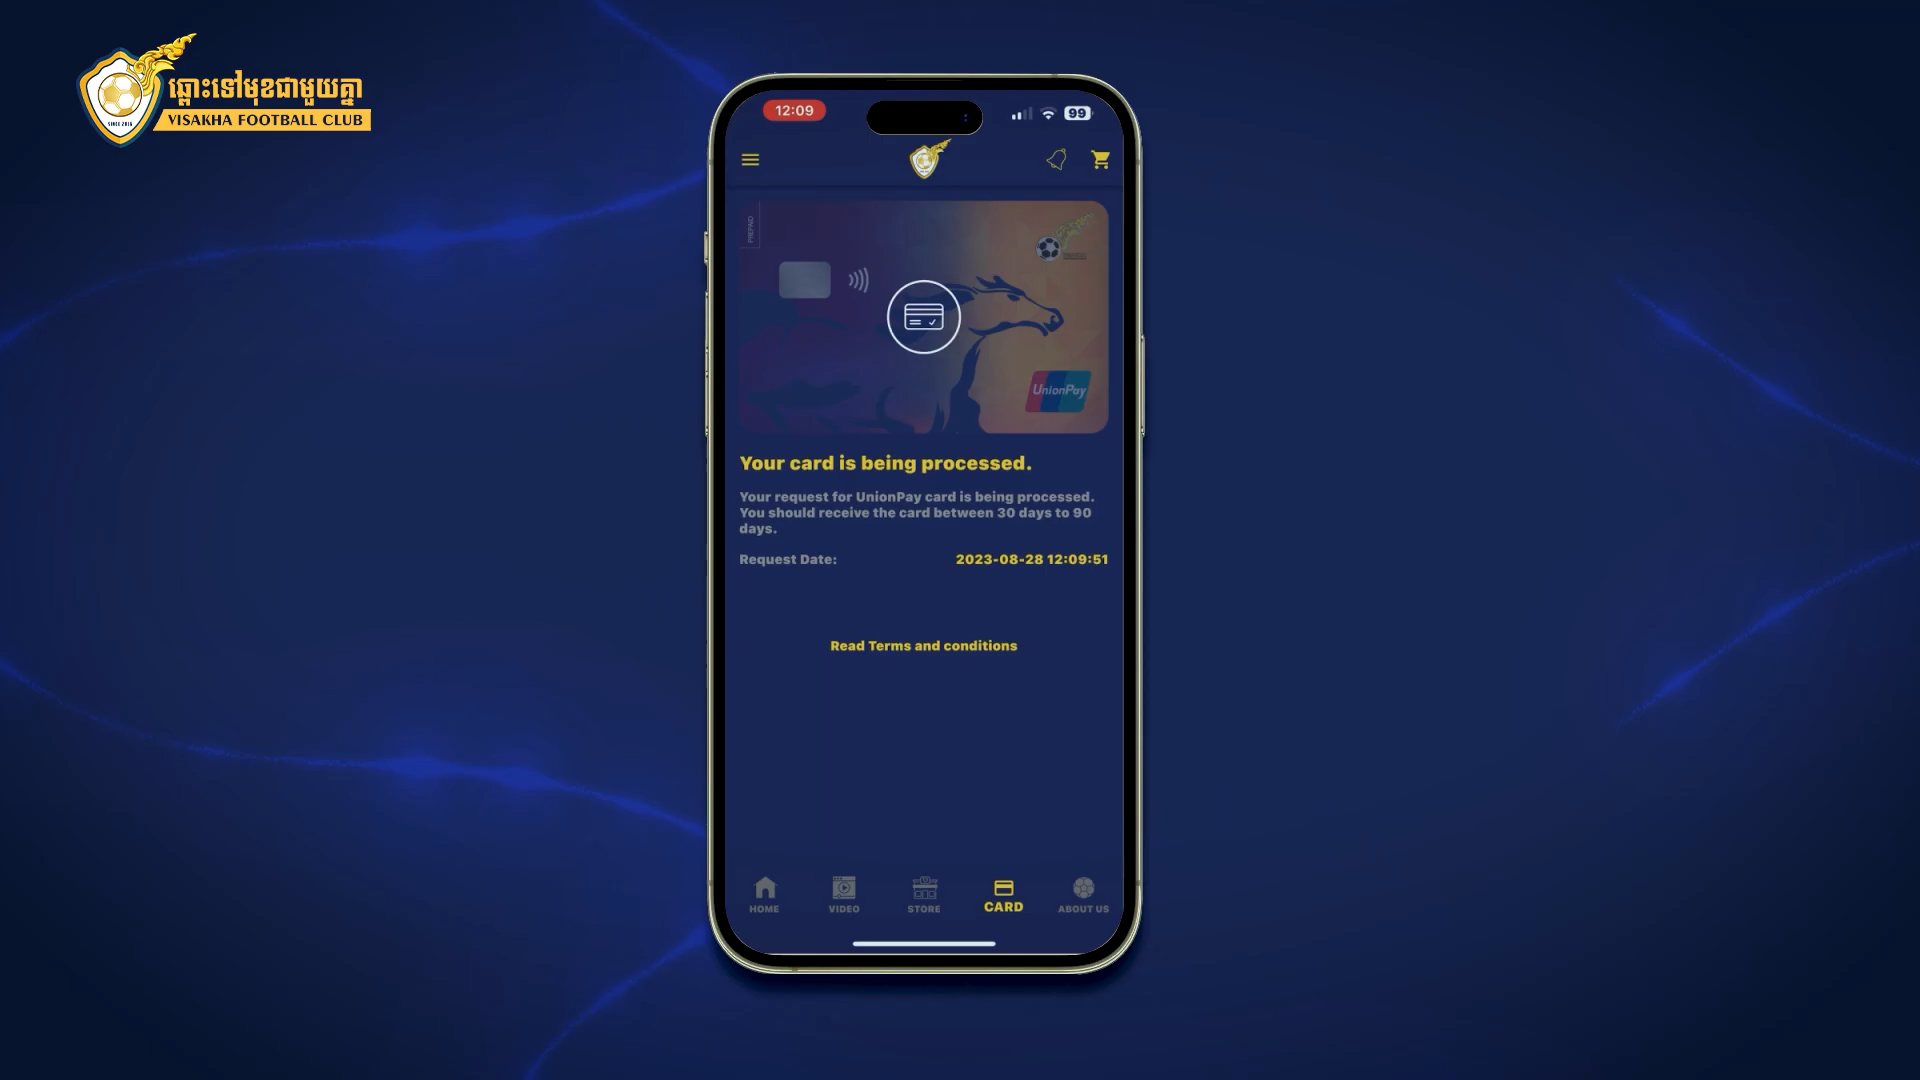 ឆ្ពោះទៅមុខជាមួយគ្នា
VISAKHA FOOTBALL CLUB
SINCE 2016
12:09
99
PREPAID
UnionPay
Your card is being processed.
Your request for UnionPay card is being processed.
You should receive the card between 30 days to 90
days.
Request Date: 2023-08-28 12:09:51
Read Terms and conditions
HOME VIDEO STORE CARD ABOUT US